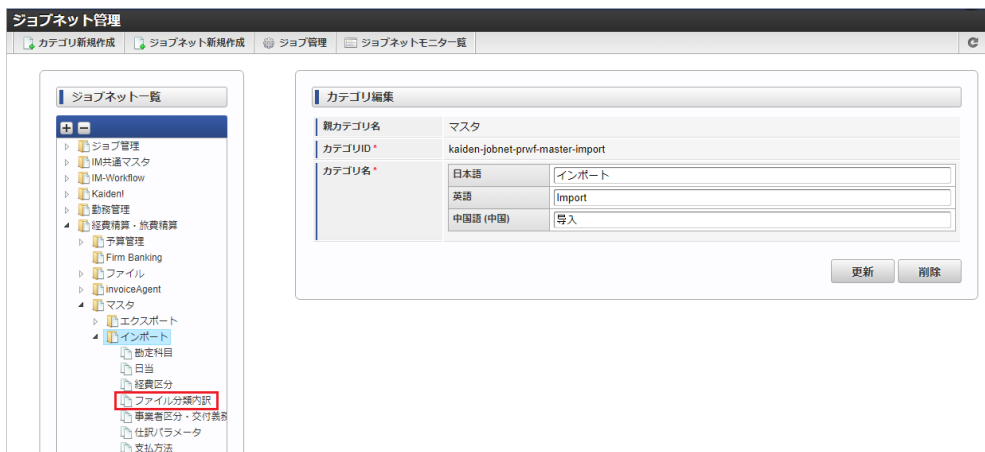 ジョブネット管理
カテゴリ新規作成 ジョブネット新規作成 ジョブ管理 ジョブネットモニタ一覧
ジョブネット一覧
ジョブ管理
IM共通マスタ
IM-Workflow
Kaiden!
勤務管理
経費精算・旅費精算
予算管理
Firm Banking
ファイル
invoiceAgent
マスタ
エクスポート
インポート
勘定科目
日当
経費区分
ファイル分類内訳
事業者区分・交付義務
仕訳パラメータ
支払方法
カテゴリ編集
親カテゴリ名 マスタ
カテゴリID * kaiden-jobnet-prwf-master-import
カテゴリ名 *
日本語 インポート
英語 Import
中国語 (中国) 导入
更新 削除